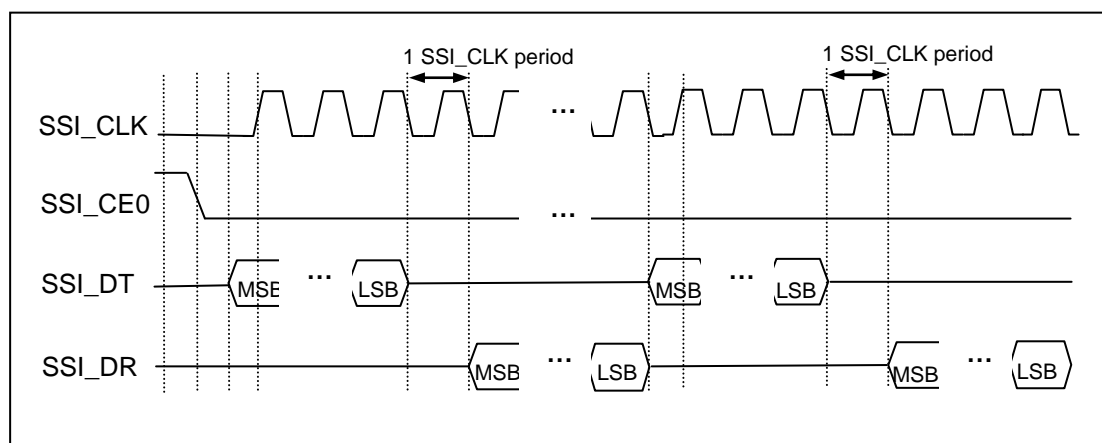 1 SSI_CLK period
1 SSI_CLK period
SSI_CLK
...
SSI_CE0
...
SSI_DT
MSB
...
LSB
MSB
...
LSB
SSI_DR
MSB
...
LSB
MSB
...
LSB